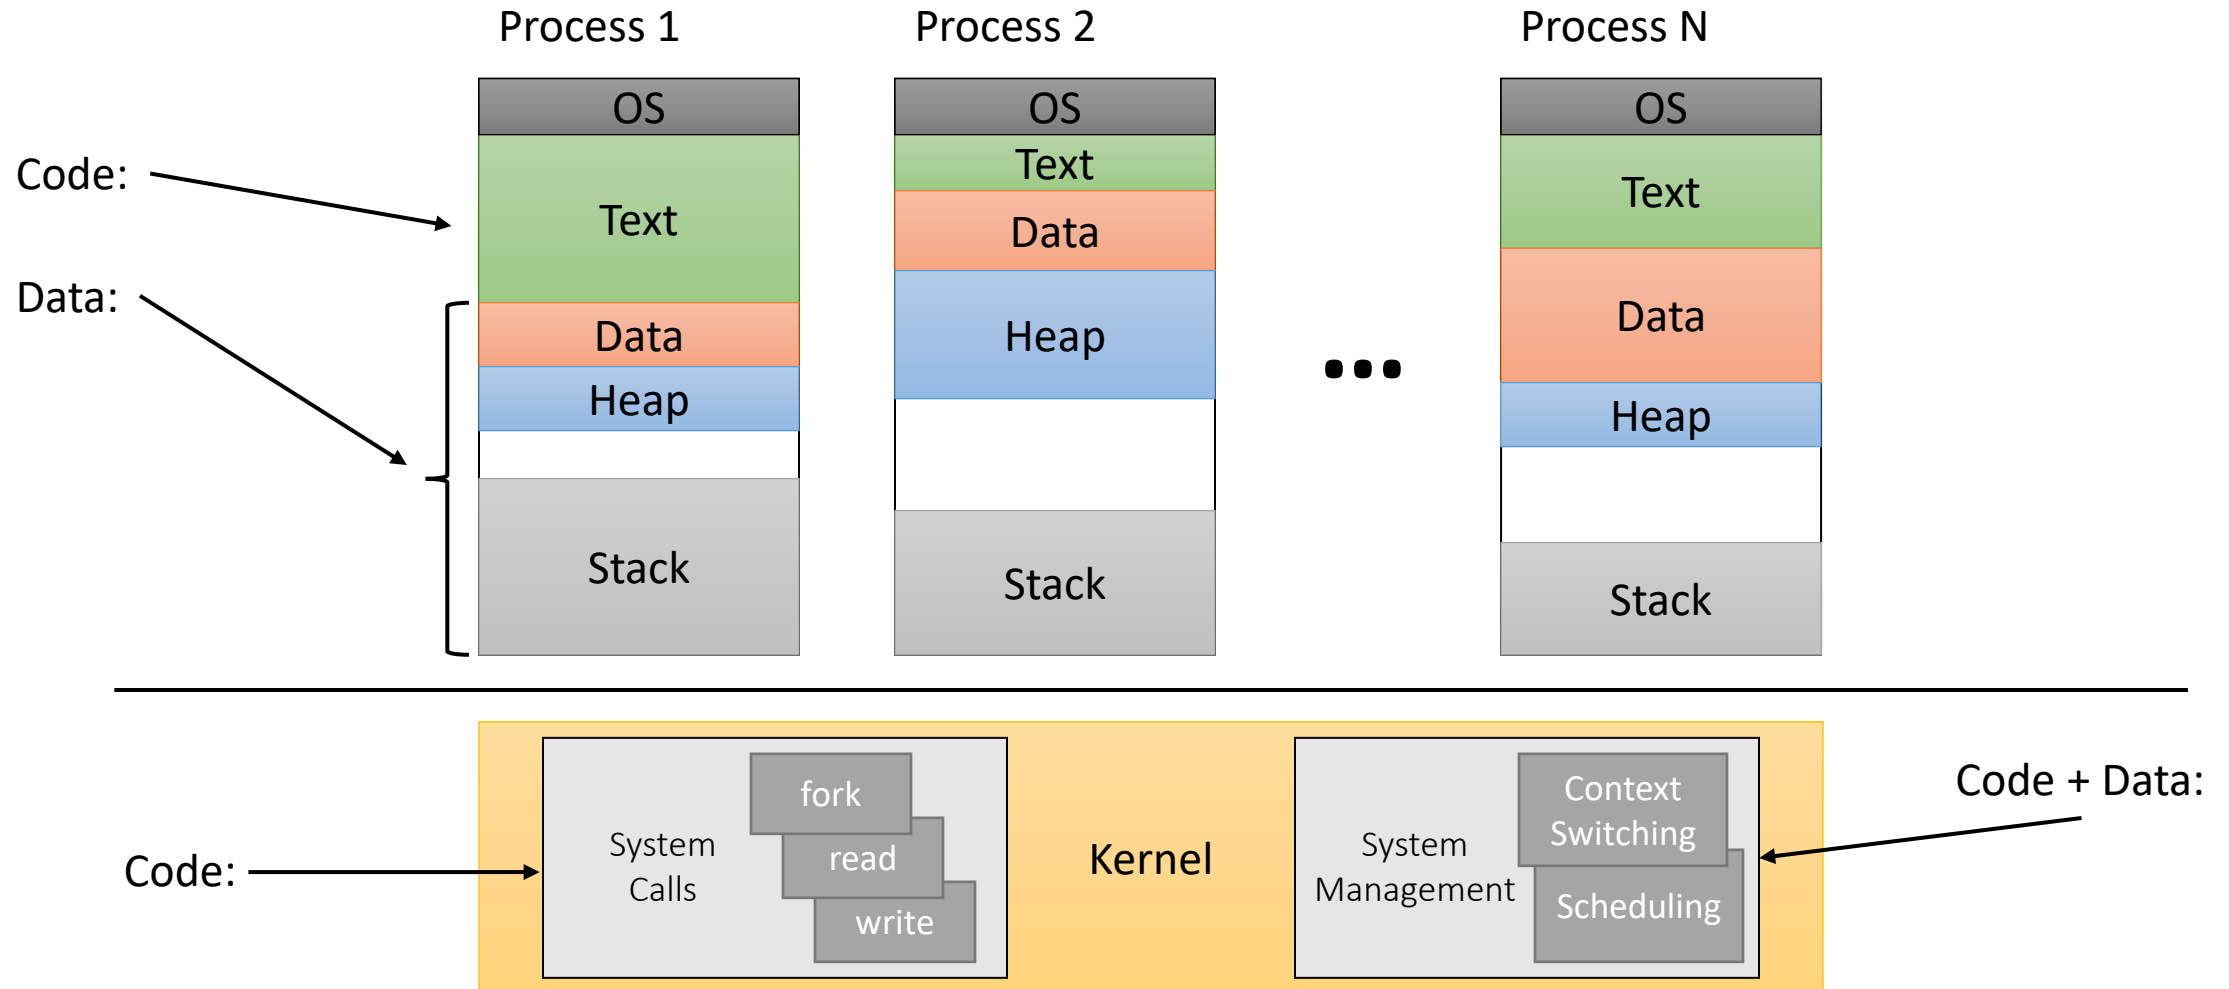 Process 1
Process 2
Process N
OS
OS
OS
Code:
Text
Text
Text
Data:
Data
Data
Data
Heap
Heap
Heap
...
Stack
Stack
Stack
Code:
System
Calls
fork
read
write
Kernel
System
Management
Context
Switching
Scheduling
Code + Data: